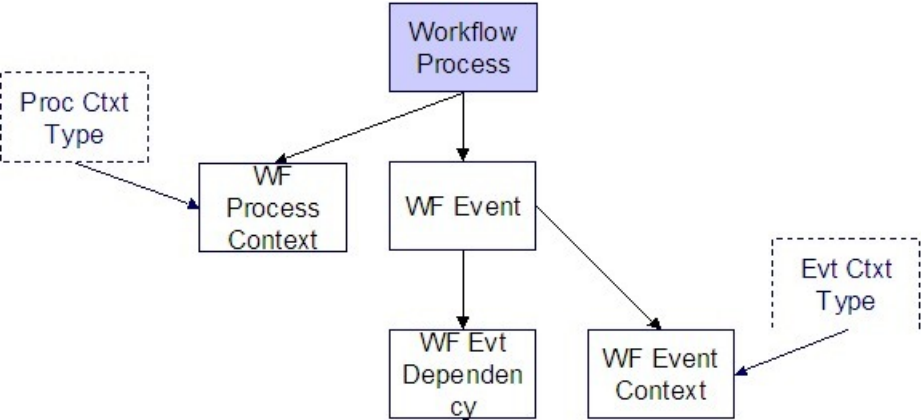 Workflow
Process
Proc Ctxt
Type
WF
Process
Context
WF Event
Evt Ctxt
Type
WF Evt
Dependen
cy
WF Event
Context